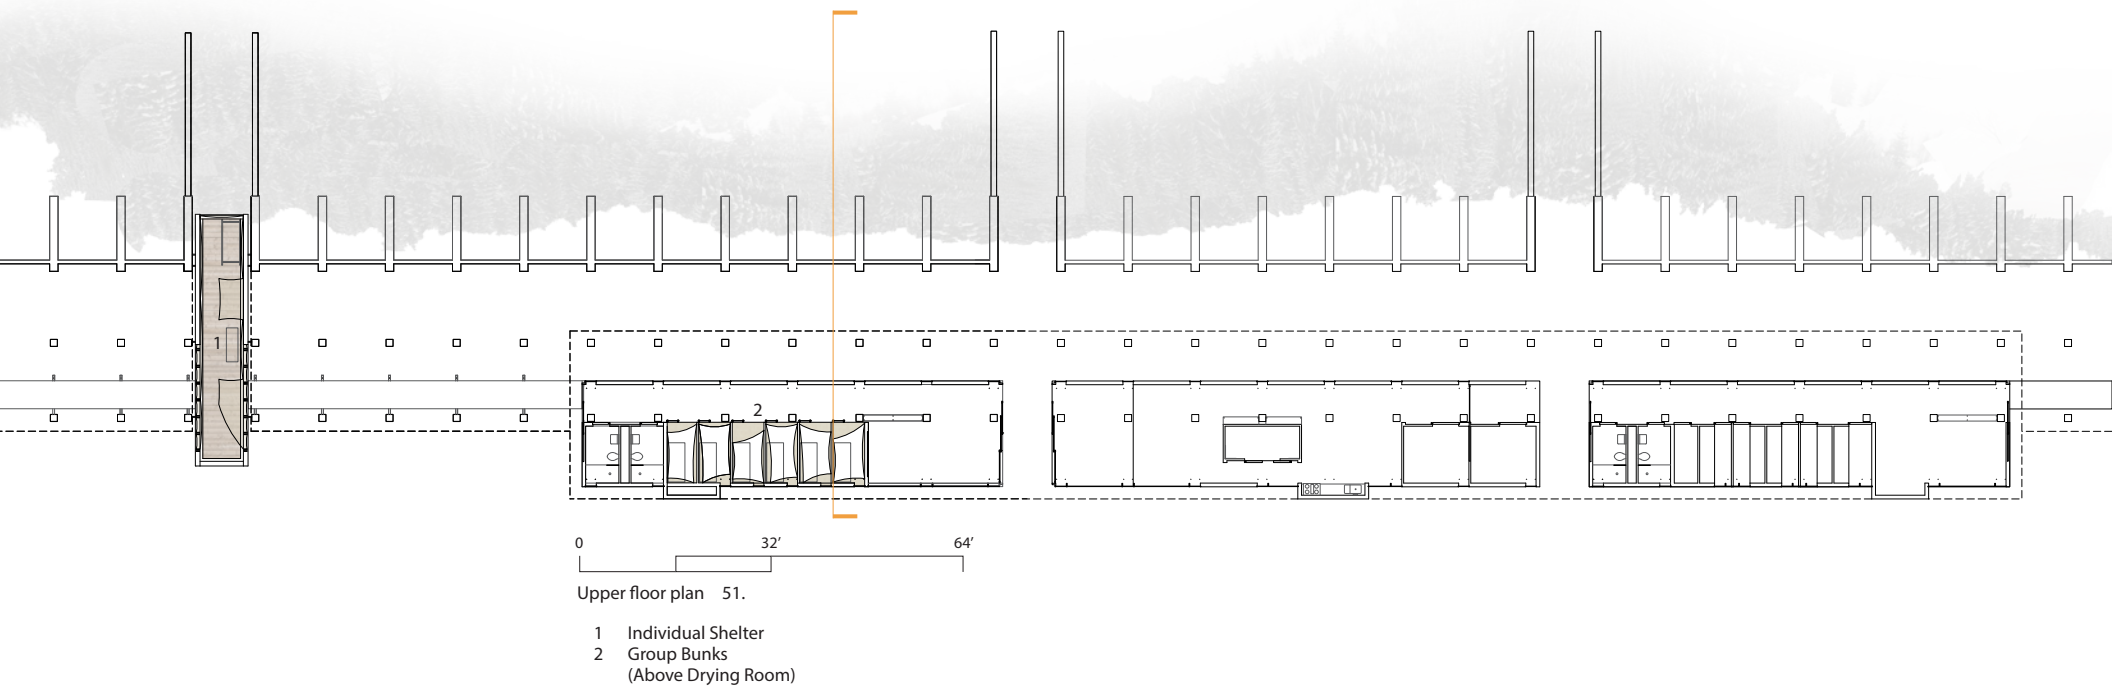 1
2
0 32′ 64′
Upper floor plan 51.
1 Individual Shelter
2 Group Bunks
(Above Drying Room)